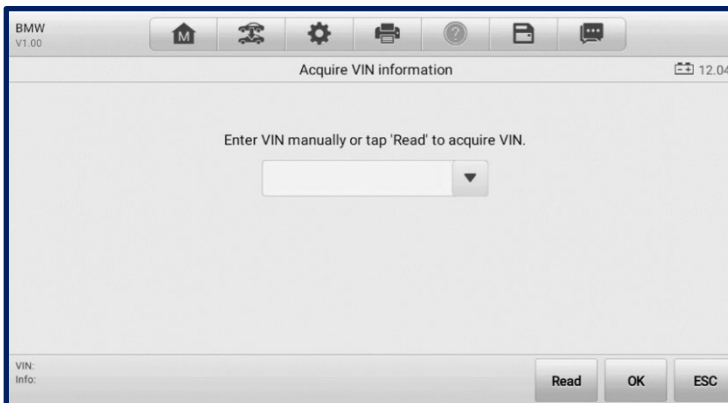 BMW
V1.00
M
Acquire VIN information
12.04
Enter VIN manually or tap 'Read' to acquire VIN.
VIN:
Info:
Read
OK
ESC